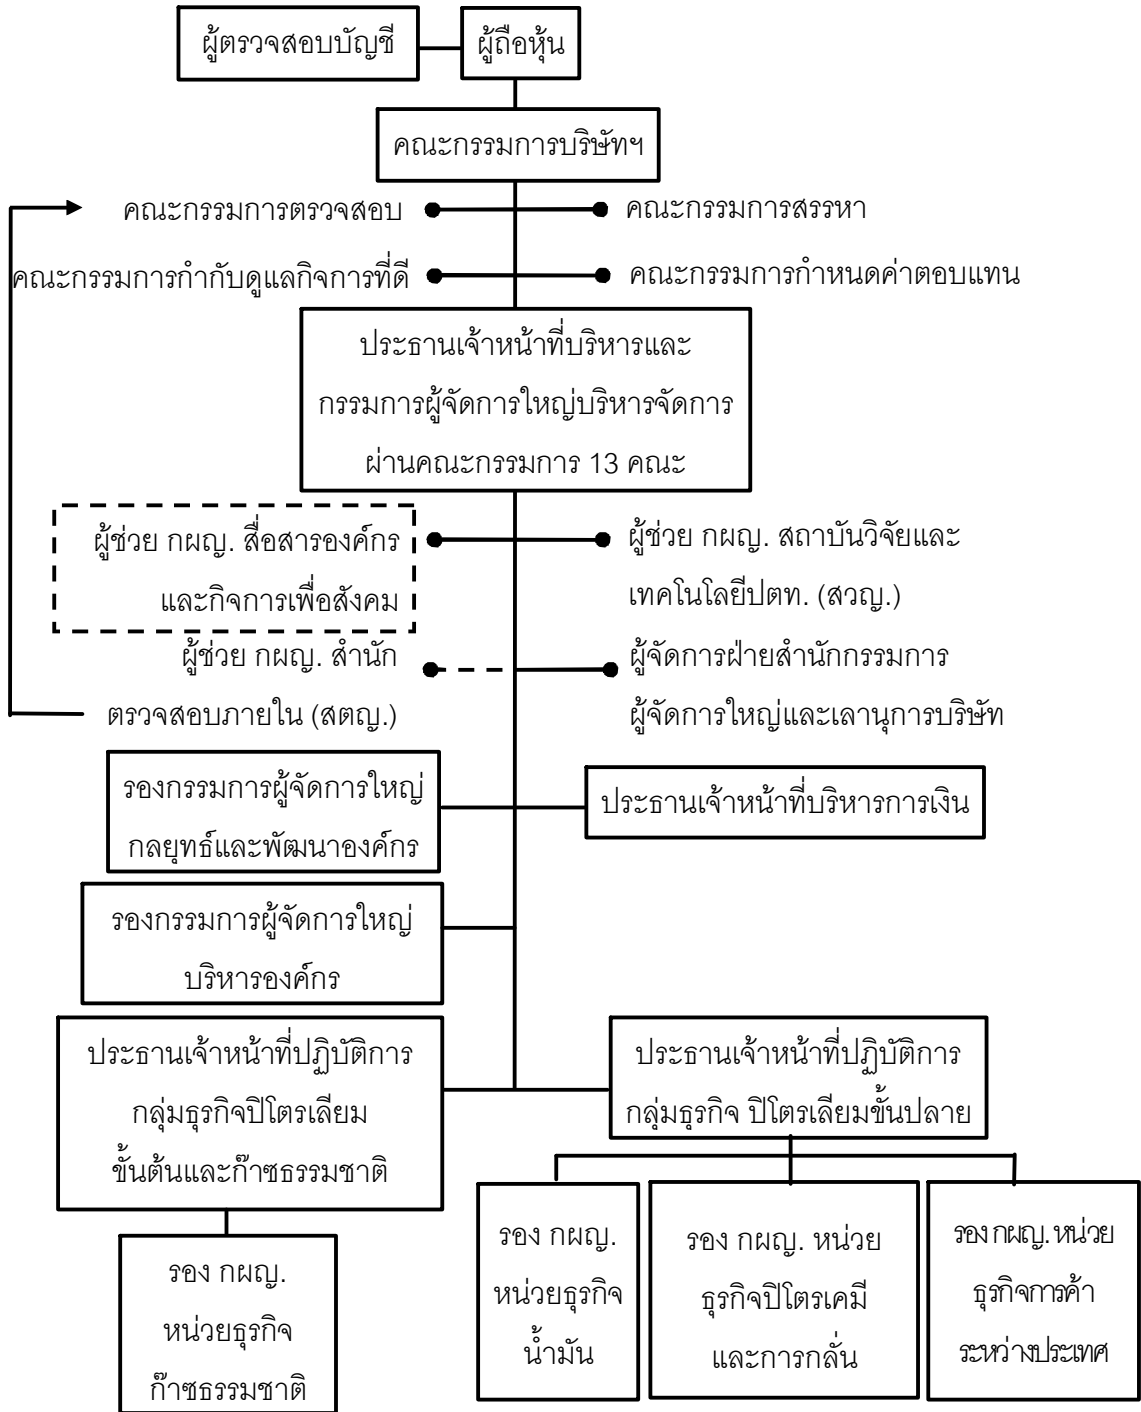 ผู้ตรวจสอบบัญชี
ผู้ถือหุ้น
คณะกรรมการบริษัทฯ
คณะกรรมการตรวจสอบ
คณะกรรมการสรรหา
คณะกรรมการกำกับดูแลกิจการที่ดี
คณะกรรมการกำหนดค่าตอบแทน
ประธานเจ้าหน้าที่บริหารและ
กรรมการผู้จัดการใหญ่บริหารจัดการ
ผ่านคณะกรรมการ 13 คณะ
ผู้ช่วย กผญ. สื่อสารองค์กร
และกิจการเพื่อสังคม
ผู้ช่วย กผญ. สถาบันวิจัยและ
เทคโนโลยีปตท. (สวญ.)
ผู้ช่วย กผญ. สำนัก
ตรวจสอบภายใน (สตญ.)
ผู้จัดการฝ่ายสำนักกรรมการ
ผู้จัดการใหญ่และเลานุการบริษัท
รองกรรมการผู้จัดการใหญ่
กลยุทธ์และพัฒนาองค์กร
ประธานเจ้าหน้าที่บริหารการเงิน
รองกรรมการผู้จัดการใหญ่
บริหารองค์กร
ประธานเจ้าหน้าที่ปฏิบัติการ
กลุ่มธุรกิจปิโตรเลียม
ขั้นต้นและก๊าซธรรมชาติ
ประธานเจ้าหน้าที่ปฏิบัติการ
กลุ่มธุรกิจ ปิโตรเลียมขั้นปลาย
รอง กผญ.
หน่วยธุรกิจ
ก๊าซธรรมชาติ
รอง กผญ.
หน่วยธุรกิจ
น้ำมัน
รอง กผญ. หน่วย
ธุรกิจปิโตรเคมี
และการกลั่น
รอง กผญ. หน่วย
ธุรกิจการค้า
ระหว่างประเทศ